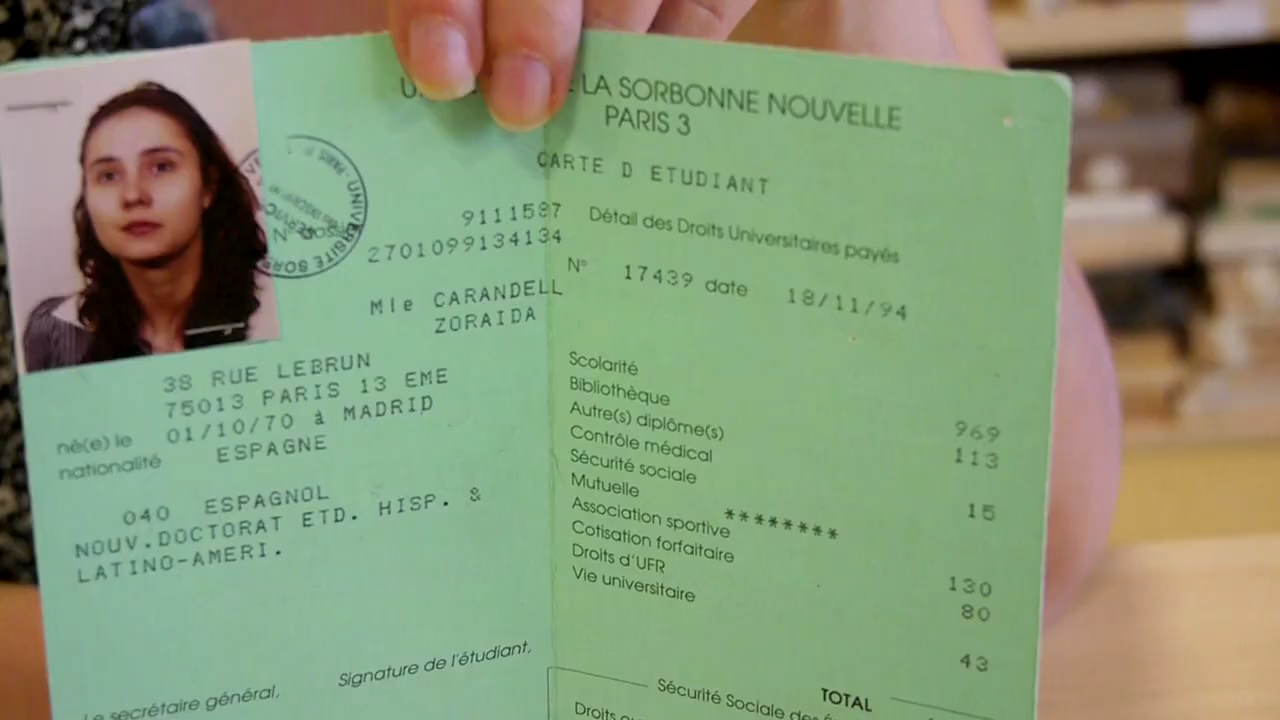 LA SORBONNE NOUVELLE
PARIS 3
CARTE D ETUDIANT
UNIVERSITE SORB
9111587
2701099134134
Mle CARANDELL
ZORAIDA
38 RUE LEBRUN
75013 PARIS 13 EME
né(e) le 01/10/70 à MADRID
nationalité ESPAGNE
040 ESPAGNOL
NOUV.DOCTORAT ETD. HISP. &
LATINO-AMERI.
Signature de l'étudiant,
Le secrétaire général,
Détail des Droits Universitaires payés
N° 17439 date 18/11/94
Scolarité 969
Bibliothèque 113
Autre(s) diplôme(s)
Contrôle médical 15
Sécurité sociale
Mutuelle ********
Association sportive 130
Cotisation forfaitaire 80
Droits d'UFR
Vie universitaire 43
TOTAL
Sécurité Sociale des
Droits